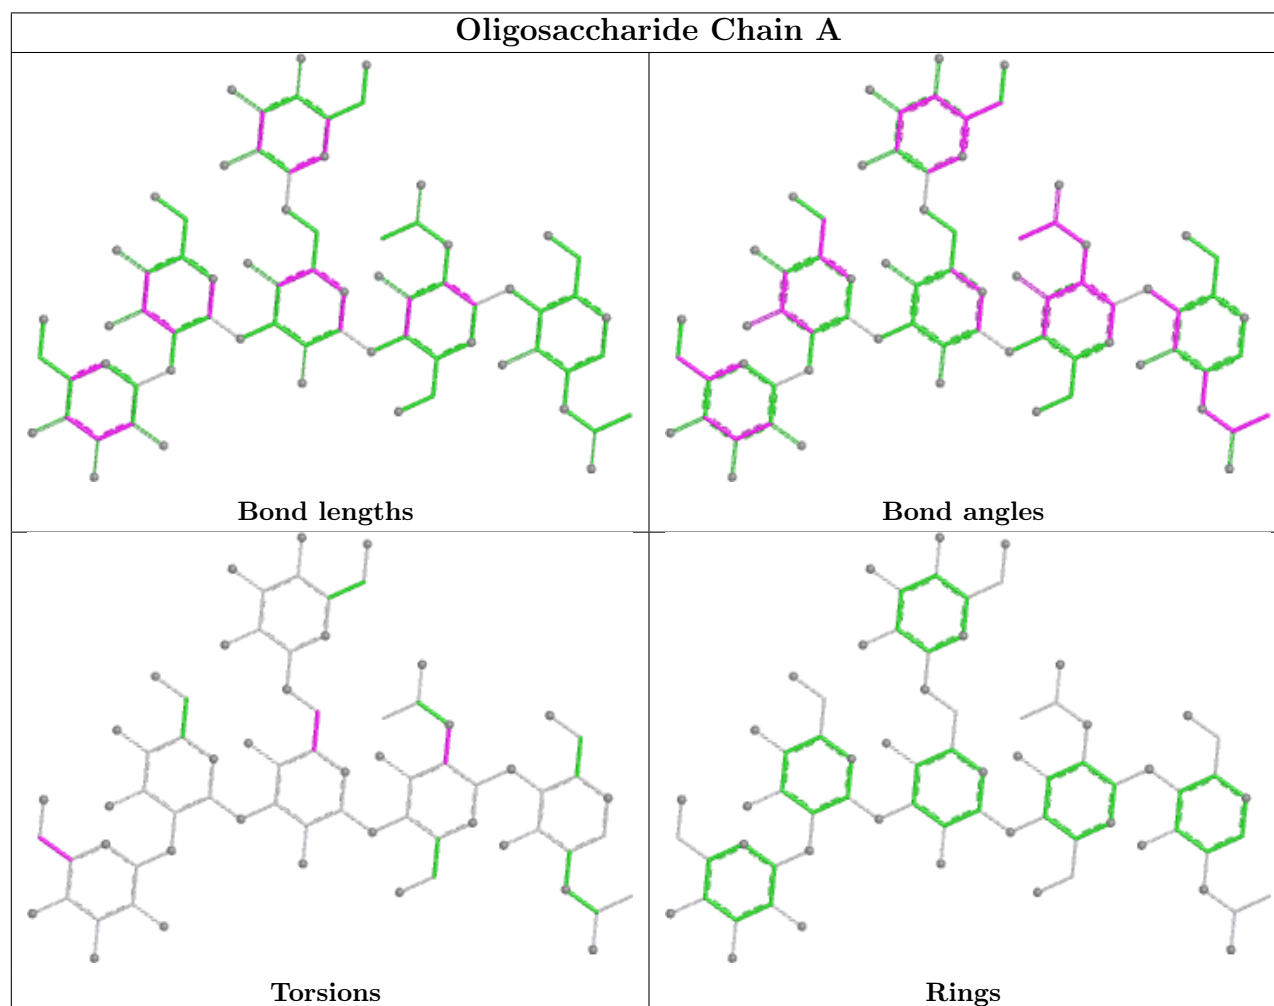 Oligosaccharide Chain A
Bond lengths
Bond angles
Torsions
Rings